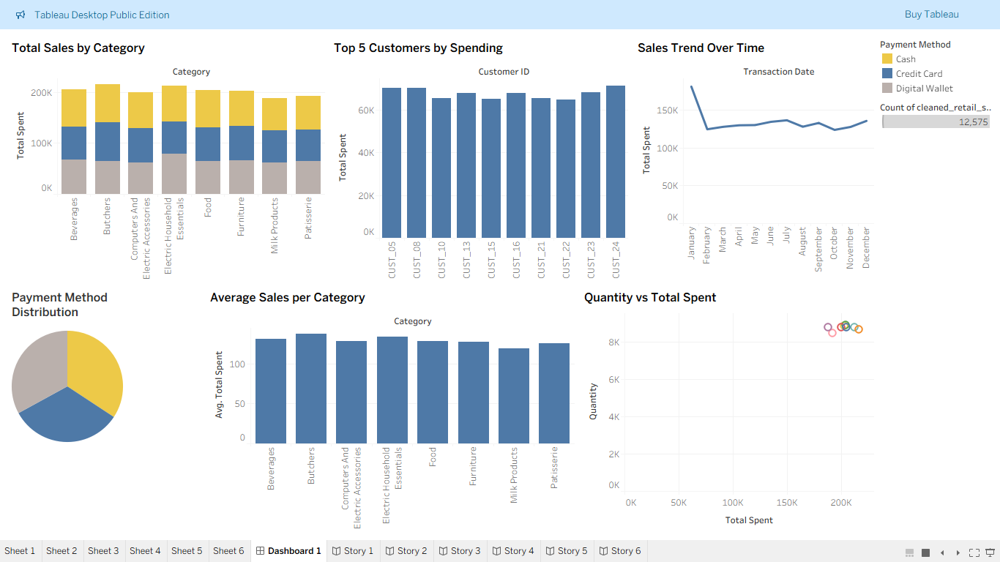 Tableau Desktop Public Edition
Buy Tableau
Total Sales by Category
Category
Total Spent
200K
100K
0K
Beverages
Butchers
Computers And
Electric Accessories
Electric Household
Essentials
Food
Furniture
Milk Products
Patisserie
Top 5 Customers by Spending
Customer ID
Total Spent
60K
40K
20K
0K
CUST_05
CUST_08
CUST_10
CUST_13
CUST_15
CUST_16
CUST_21
CUST_22
CUST_23
CUST_24
Sales Trend Over Time
Transaction Date
Total Spent
150K
100K
50K
0K
January
February
March
April
May
June
July
August
September
October
November
December
Payment Method
Cash
Credit Card
Digital Wallet
Count of cleaned_retail_s..
12,575
Payment Method
Distribution
Average Sales per Category
Category
Avg. Total Spent
100
50
0
Beverages
Butchers
Computers And
Electric Accessories
Electric Household
Essentials
Food
Furniture
Milk Products
Patisserie
Quantity vs Total Spent
Quantity
8K
6K
4K
2K
0K
0K 50K 100K 150K 200K
Total Spent
Sheet 1 Sheet 2 Sheet 3 Sheet 4 Sheet 5 Sheet 6 Dashboard 1 Story 1 Story 2 Story 3 Story 4 Story 5 Story 6